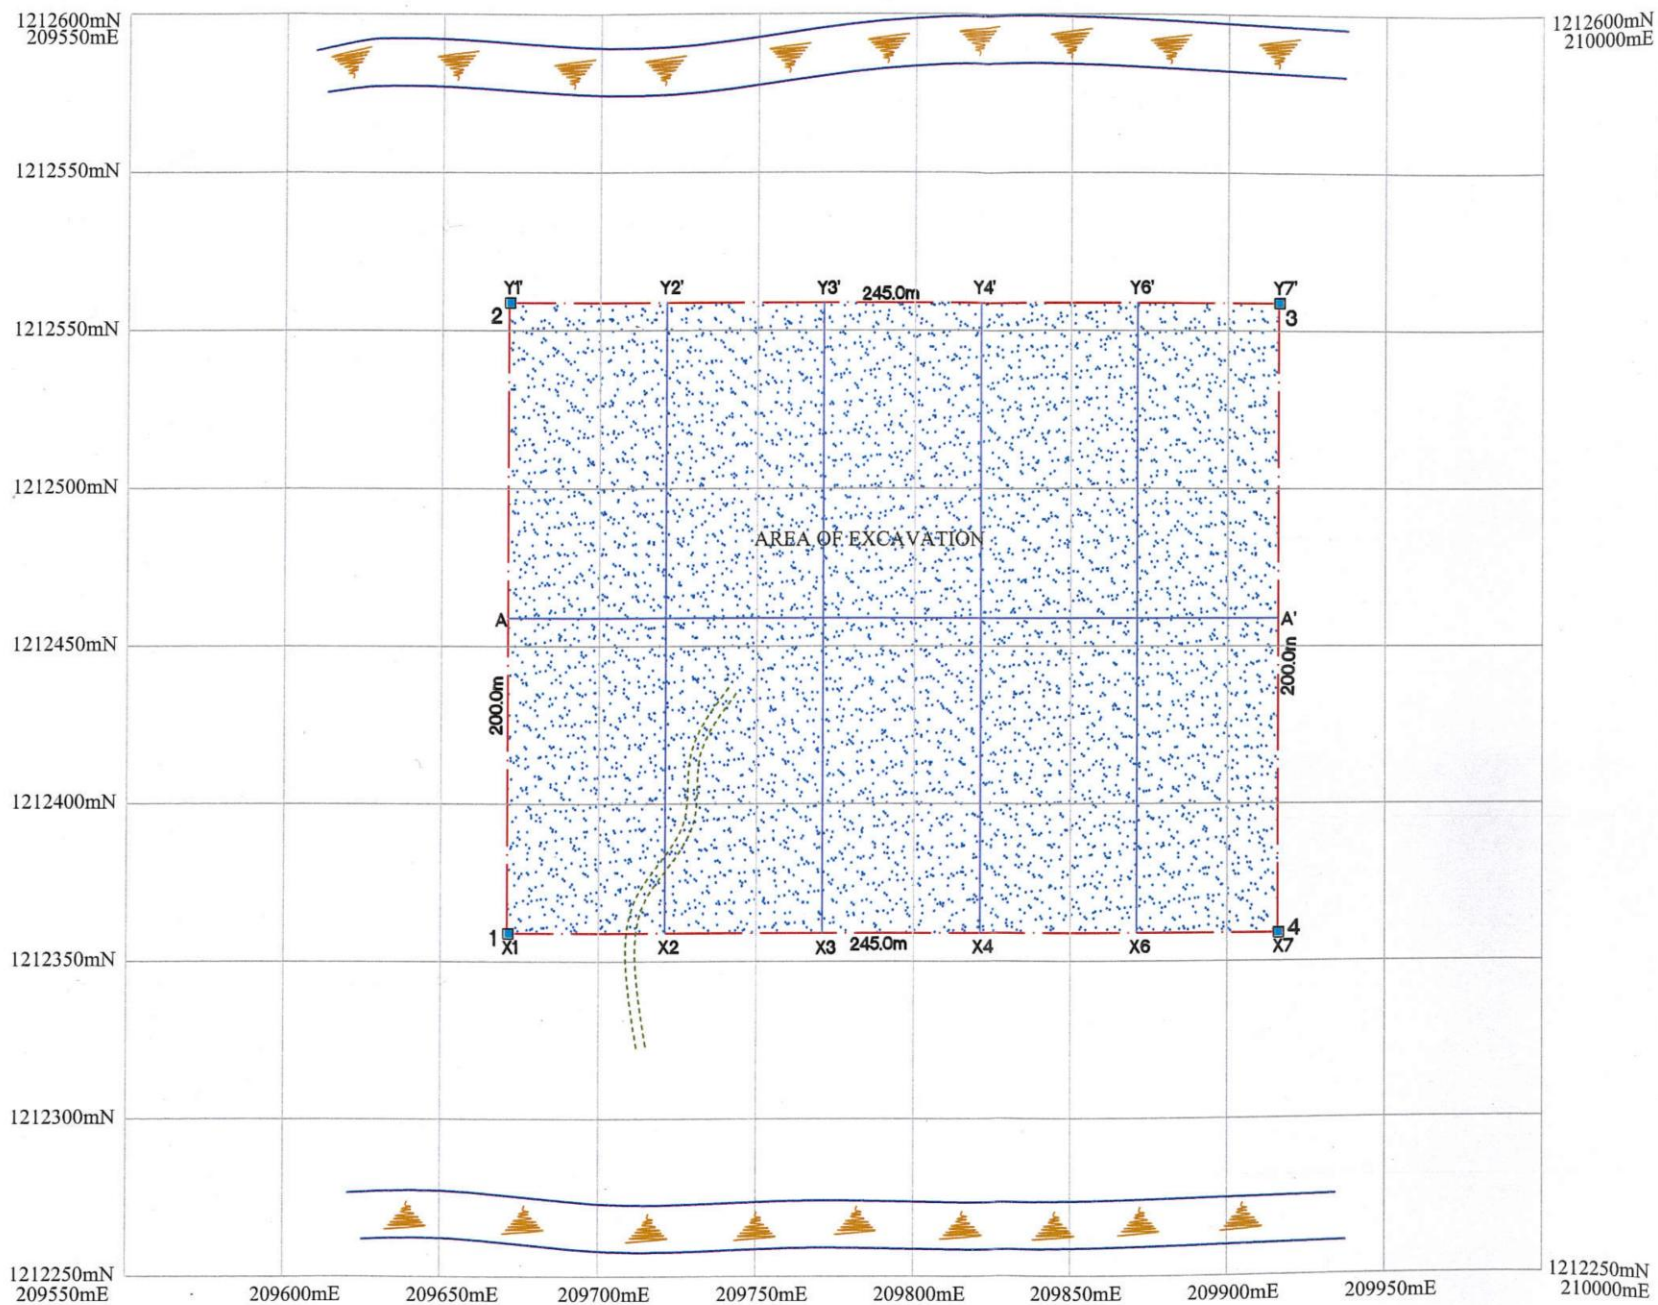 1212600mN
209550mE
1212600mN
210000mE
1212550mN
Y1' Y2' Y3' 245.0m Y4' Y6' Y7'
2 3
1212550mN
1212500mN
AREA OF EXCAVATION
A A'
1212450mN
200.0m
200.0m
1212400mN
1 4
X1 X2 X3 245.0m X4 X6 X7
1212350mN
1212300mN
1212250mN
209550mE 209600mE 209650mE 209700mE 209750mE 209800mE 209850mE 209900mE 209950mE
1212250mN
210000mE